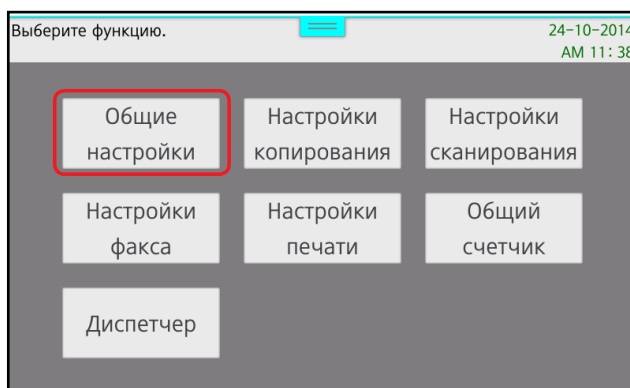 Выберите функцию.
24-10-2014
AM 11:38
Общие
настройки
Настройки
копирования
Настройки
сканирования
Настройки
факса
Настройки
печати
Общий
счетчик
Диспетчер